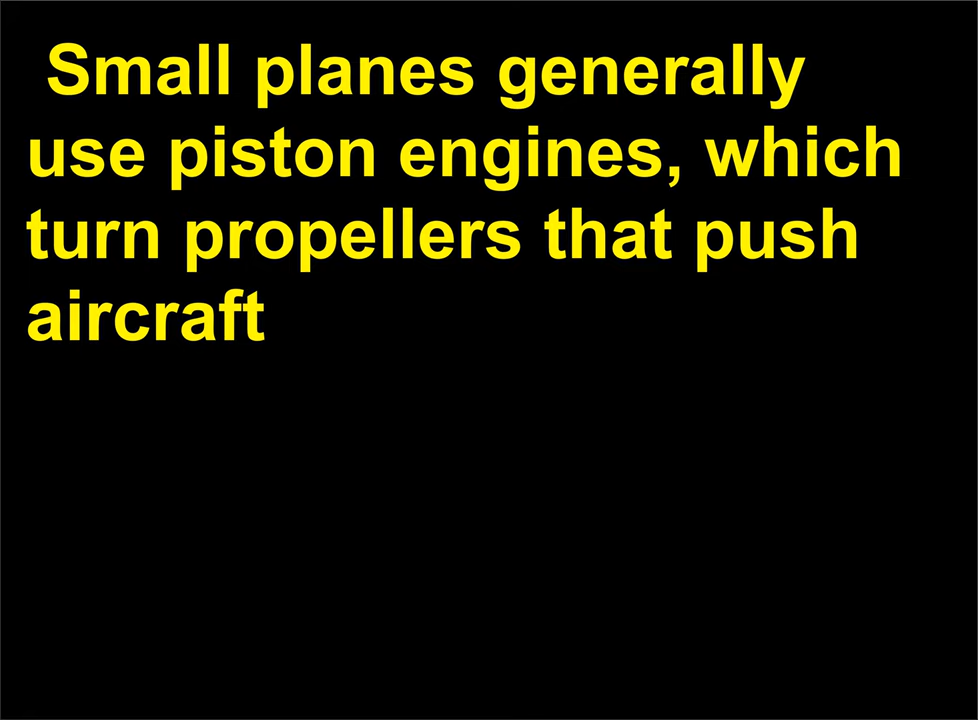 Small planes generally
use piston engines, which
turn propellers that push
aircraft